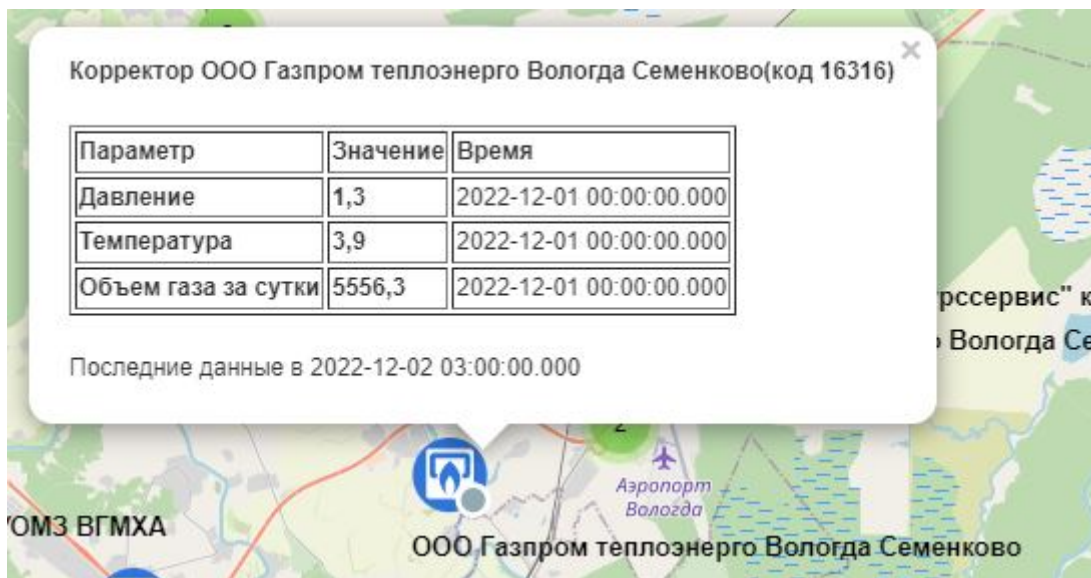 Корректор ООО Газпром теплоэнерго Вологда Семенково(код 16316)
×
Параметр Значение Время
Давление 1,3 2022-12-01 00:00:00.000
Температура 3,9 2022-12-01 00:00:00.000
Объем газа за сутки 5556,3 2022-12-01 00:00:00.000
Последние данные в 2022-12-02 03:00:00.000
Вологда
2
Аэропорт
Вологда
ВГМХА
ООО Газпром теплоэнерго Вологда Семенково